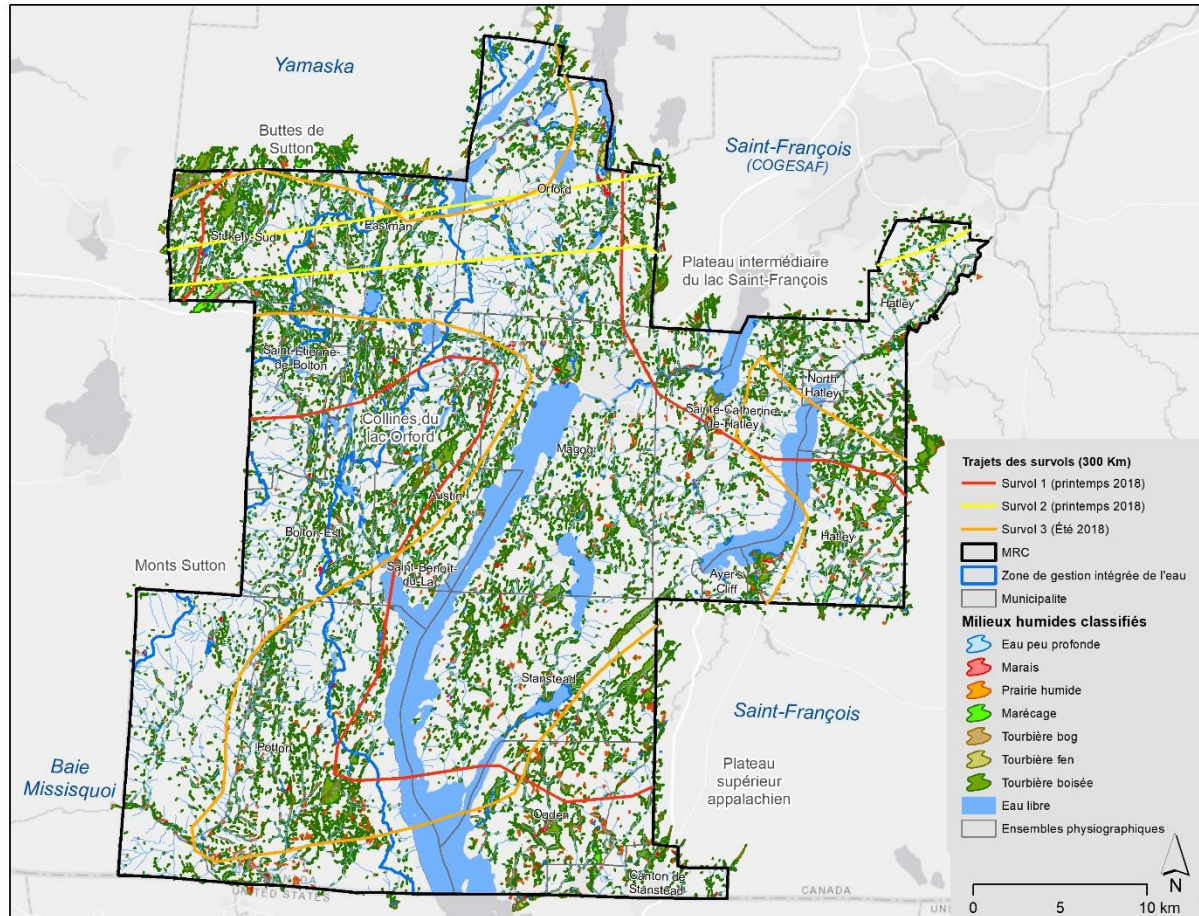 Yamaska
Buttes de
Sutton
Saint-François
(COGESAF)
Orford
Stukely-Sud
Eastman
Plateau intermédiaire
du lac Saint-François
Hatley
Saint-Etienne-
de-Bolton
North
Hatley
Sainte-Catherine-
de-Hatley
Collines du
lac Orford
Magog
Austin
Bolton-Est
Hatley
Monts Sutton
Saint-Benoit-
du-Lac
Ayer's
Cliff
Stanstead
Saint-François
Potton
Baie
Missisquoi
Plateau
supérieur
appalachien
Ogden
Canton de
Stanstead
CANADA
UNITED STATES
CANADA
UNI
Trajets des survols (300 Km)
Survol 1 (printemps 2018)
Survol 2 (printemps 2018)
Survol 3 (Été 2018)
MRC
Zone de gestion intégrée de l'eau
Municipalite
Milieux humides classifiés
Eau peu profonde
Marais
Prairie humide
Marécage
Tourbière bog
Tourbière fen
Tourbière boisée
Eau libre
Ensembles physiographiques
N
0 5 10 km